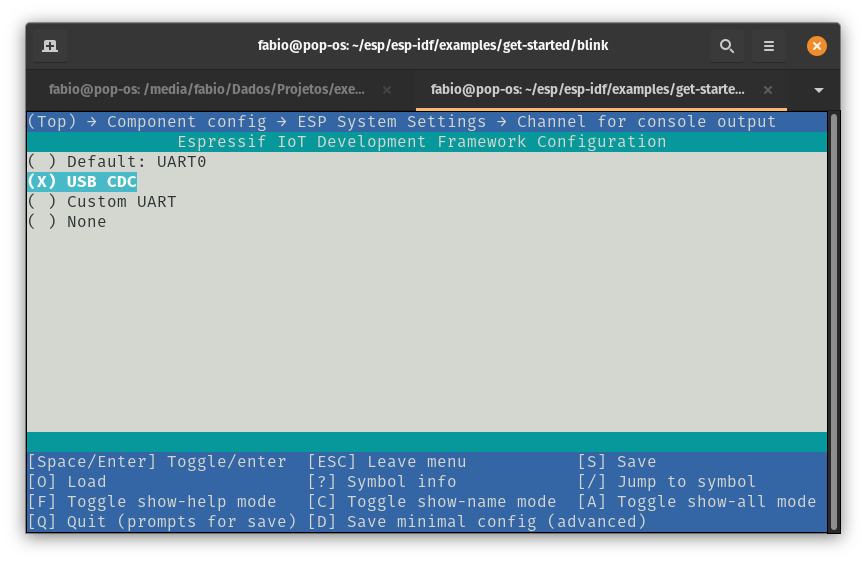 fabio@pop-os: ~/esp/esp-idf/examples/get-started/blink
fabio@pop-os: /media/fabio/Dados/Projetos/exe... ×
fabio@pop-os: ~/esp/esp-idf/examples/get-starte... ×
(Top) → Component config → ESP System Settings → Channel for console output
Espressif IoT Development Framework Configuration
( ) Default: UART0
(X) USB CDC
( ) Custom UART
( ) None
[Space/Enter] Toggle/enter [ESC] Leave menu [S] Save
[O] Load [?] Symbol info [/] Jump to symbol
[F] Toggle show-help mode [C] Toggle show-name mode [A] Toggle show-all mode
[Q] Quit (prompts for save) [D] Save minimal config (advanced)